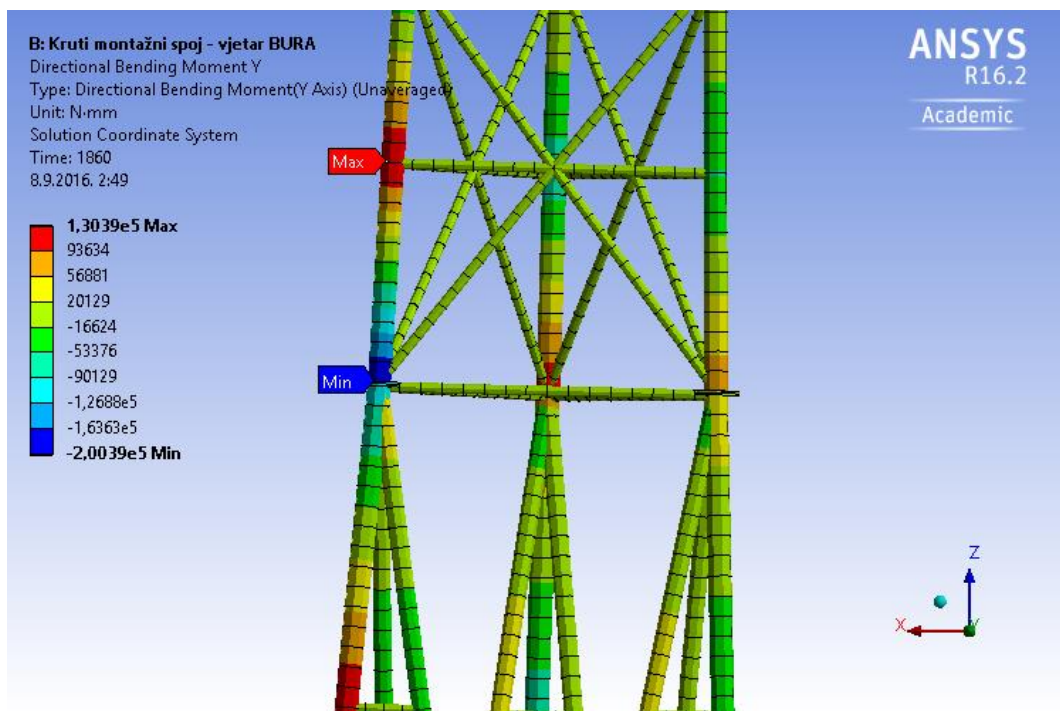 B: Kruti montažni spoj - vjetar BURA
Directional Bending Moment Y
Type: Directional Bending Moment(Y Axis) (Unaveraged)
Unit: N·mm
Solution Coordinate System
Time: 1860
8.9.2016. 2:49
ANSYS
R16.2
Academic
Max
1,3039e5 Max
93634
56881
20129
-16624
-53376
-90129
-1,2688e5
-1,6363e5
-2,0039e5 Min
Min
Z
X
Y